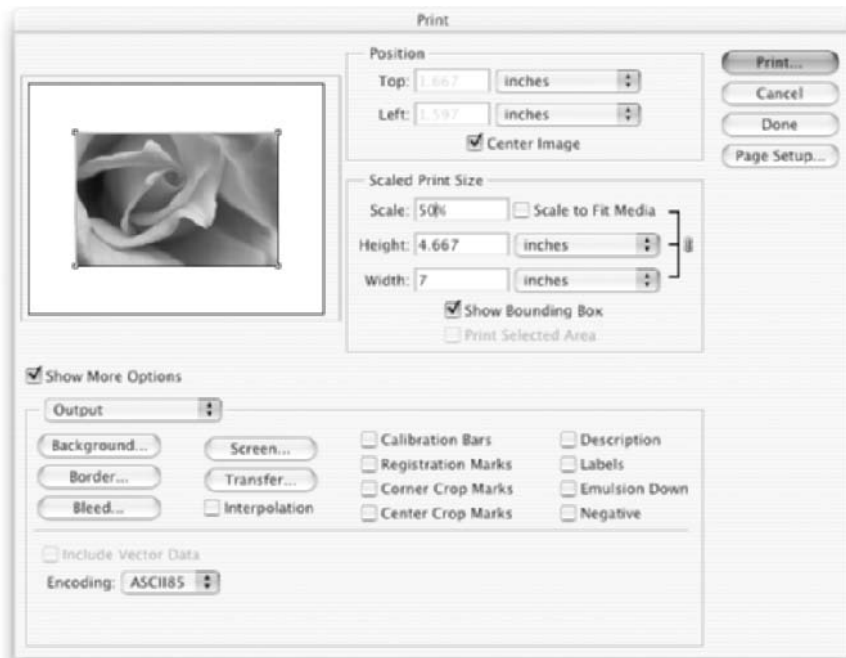 Print
Position
Top: 1.667 inches
Left: 1.597 inches
Center Image
Print...
Cancel
Done
Page Setup...
Scaled Print Size
Scale: 50% Scale to Fit Media
Height: 4.667 inches
Width: 7 inches
Show Bounding Box
Print Selected Area
Show More Options
Output
Background...
Border...
Bleed...
Screen...
Transfer...
Interpolation
Calibration Bars
Registration Marks
Corner Crop Marks
Center Crop Marks
Description
Labels
Emulsion Down
Negative
Include Vector Data
Encoding: ASCII85